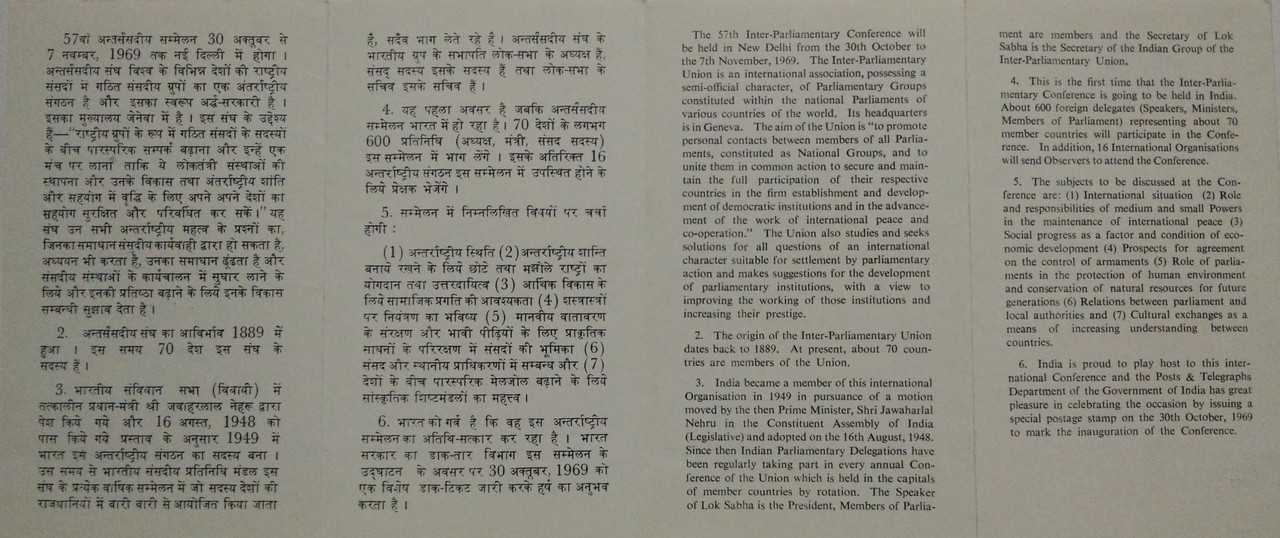 57वां अन्तर्संसदीय सम्मेलन 30 अक्तूबर से
7 नवम्बर, 1969 तक नई दिल्ली में होगा ।
अन्तर्संसदीय संघ विश्व के विभिन्न देशों की राष्ट्रीय
संसदों में गठित संसदीय ग्रुपों का एक अंतर्राष्ट्रीय
संगठन है और इसका स्वरूप अर्द्ध-सरकारी है ।
इसका मुख्यालय जेनेवा में है । इस संघ के उद्देश्य
हैं—“राष्ट्रीय ग्रुपों के रूप में गठित संसदों के सदस्यों
के बीच पारस्परिक सम्पर्क बढ़ाना और इन्हें एक
मंच पर लाना ताकि ये लोकतंत्री संस्थाओं की
स्थापना और उनके विकास तथा अंतर्राष्ट्रीय शांति
और सहयोग में वृद्धि के लिए अपने अपने देशों का
सहयोग सुरक्षित और परिवर्धित कर सकें।” यह
संघ उन सभी अन्तर्राष्ट्रीय महत्व के प्रश्नों का,
जिनका समाधान संसदीय कार्यवाही द्वारा हो सकता है,
अध्ययन भी करता है, उनका समाधान ढूंढता है और
संसदीय संस्थाओं के कार्यचालन में सुधार लाने के
लिये और इनकी प्रतिष्ठा बढ़ाने के लिये इनके विकास
सम्बन्धी सुझाव देता है ।
2. अन्तर्संसदीय संघ का आविर्भाव 1889 में
हुआ । इस समय 70 देश इस संघ के
सदस्य हैं ।
3. भारतीय संविधान सभा (विधायी) में
तत्कालीन प्रधान-मंत्री श्री जवाहरलाल नेहरू द्वारा
पेश किये गये और 16 अगस्त, 1948 को
पास किये गये प्रस्ताव के अनुसार 1949 में
भारत इस अन्तर्राष्ट्रीय संगठन का सदस्य बना ।
उस समय से भारतीय संसदीय प्रतिनिधि मंडल इस
संघ के प्रत्येक वार्षिक सम्मेलन में जो सदस्य देशों की
राजधानियों में बारी बारी से आयोजित किया जाता
है, सदैव भाग लेते रहे हैं । अन्तर्संसदीय संघ के
भारतीय ग्रुप के सभापति लोक-सभा के अध्यक्ष हैं,
संसद् सदस्य इसके सदस्य हैं तथा लोक-सभा के
सचिव इसके सचिव हैं ।
4. यह पहला अवसर है जबकि अन्तर्संसदीय
सम्मेलन भारत में हो रहा है । 70 देशों के लगभग
600 प्रतिनिधि (अध्यक्ष, मंत्री, संसद सदस्य)
इस सम्मेलन में भाग लेंगे । इसके अतिरिक्त 16
अन्तर्राष्ट्रीय संगठन इस सम्मेलन में उपस्थित होने के
लिये प्रेक्षक भेजेंगे ।
5. सम्मेलन में निम्नलिखित विषयों पर चर्चा
होगी :
(1) अन्तर्राष्ट्रीय स्थिति (2) अन्तर्राष्ट्रीय शान्ति
बनाये रखने के लिये छोटे तथा मझौले राष्ट्रों का
योगदान तथा उत्तरदायित्व (3) आर्थिक विकास के
लिये सामाजिक प्रगति की आवश्यकता (4) शस्त्रास्त्रों
पर नियंत्रण का भविष्य (5) मानवीय वातावरण
के संरक्षण और भावी पीढ़ियों के लिए प्राकृतिक
साधनों के परिरक्षण में संसदों की भूमिका (6)
संसद और स्थानीय प्राधिकरणों में सम्बन्ध और (7)
देशों के बीच पारस्परिक मेलजोल बढ़ाने के लिये
सांस्कृतिक शिष्टमंडलों का महत्त्व ।
6. भारत को गर्व है कि वह इस अन्तर्राष्ट्रीय
सम्मेलन का अतिथि-सत्कार कर रहा है । भारत
सरकार का डाक-तार विभाग इस सम्मेलन के
उद्घाटन के अवसर पर 30 अक्तूबर, 1969 को
एक विशेष डाक-टिकट जारी करके हर्ष का अनुभव
करता है ।
The 57th Inter-Parliamentary Conference will
be held in New Delhi from the 30th October to
the 7th November, 1969. The Inter-Parliamentary
Union is an international association, possessing a
semi-official character, of Parliamentary Groups
constituted within the national Parliaments of
various countries of the world. Its headquarters
is in Geneva. The aim of the Union is “to promote
personal contacts between members of all Parlia-
ments, constituted as National Groups, and to
unite them in common action to secure and main-
tain the full participation of their respective
countries in the firm establishment and develop-
ment of democratic institutions and in the advance-
ment of the work of international peace and
co-operation.” The Union also studies and seeks
solutions for all questions of an international
character suitable for settlement by parliamentary
action and makes suggestions for the development
of parliamentary institutions, with a view to
improving the working of those institutions and
increasing their prestige.
2. The origin of the Inter-Parliamentary Union
dates back to 1889. At present, about 70 coun-
tries are members of the Union.
3. India became a member of this international
Organisation in 1949 in pursuance of a motion
moved by the then Prime Minister, Shri Jawaharlal
Nehru in the Constituent Assembly of India
(Legislative) and adopted on the 16th August, 1948.
Since then Indian Parliamentary Delegations have
been regularly taking part in every annual Con-
ference of the Union which is held in the capitals
of member countries by rotation. The Speaker
of Lok Sabha is the President, Members of Parlia-
ment are members and the Secretary of Lok
Sabha is the Secretary of the Indian Group of the
Inter-Parliamentary Union.
4. This is the first time that the Inter-Parlia-
mentary Conference is going to be held in India.
About 600 foreign delegates (Speakers, Ministers,
Members of Parliament) representing about 70
member countries will participate in the Confe-
rence. In addition, 16 International Organisations
will send Observers to attend the Conference.
5. The subjects to be discussed at the Con-
ference are: (1) International situation (2) Role
and responsibilities of medium and small Powers
in the maintenance of international peace (3)
Social progress as a factor and condition of eco-
nomic development (4) Prospects for agreement
on the control of armaments (5) Role of parlia-
ments in the protection of human environment
and conservation of natural resources for future
generations (6) Relations between parliament and
local authorities and (7) Cultural exchanges as a
means of increasing understanding between
countries.
6. India is proud to play host to this inter-
national Conference and the Posts & Telegraphs
Department of the Government of India has great
pleasure in celebrating the occasion by issuing a
special postage stamp on the 30th October, 1969
to mark the inauguration of the Conference.